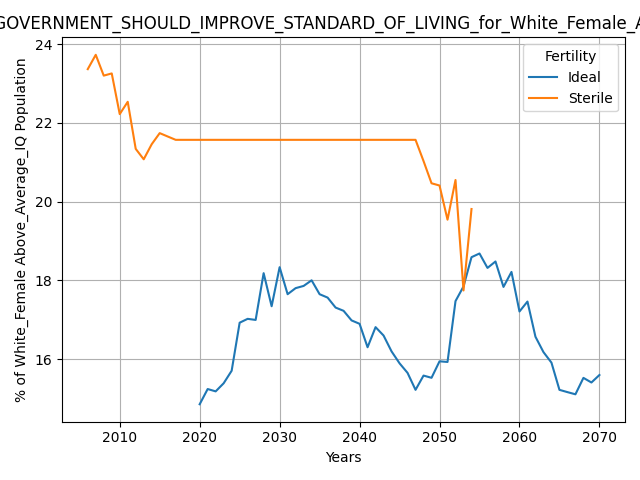 GOVERNMENT_SHOULD_IMPROVE_STANDARD_OF_LIVING_for_White_Female_A
% of White_Female Above_Average_IQ Population
24
22
20
18
16
Fertility
Ideal
Sterile
2010 2020 2030 2040 2050 2060 2070
Years